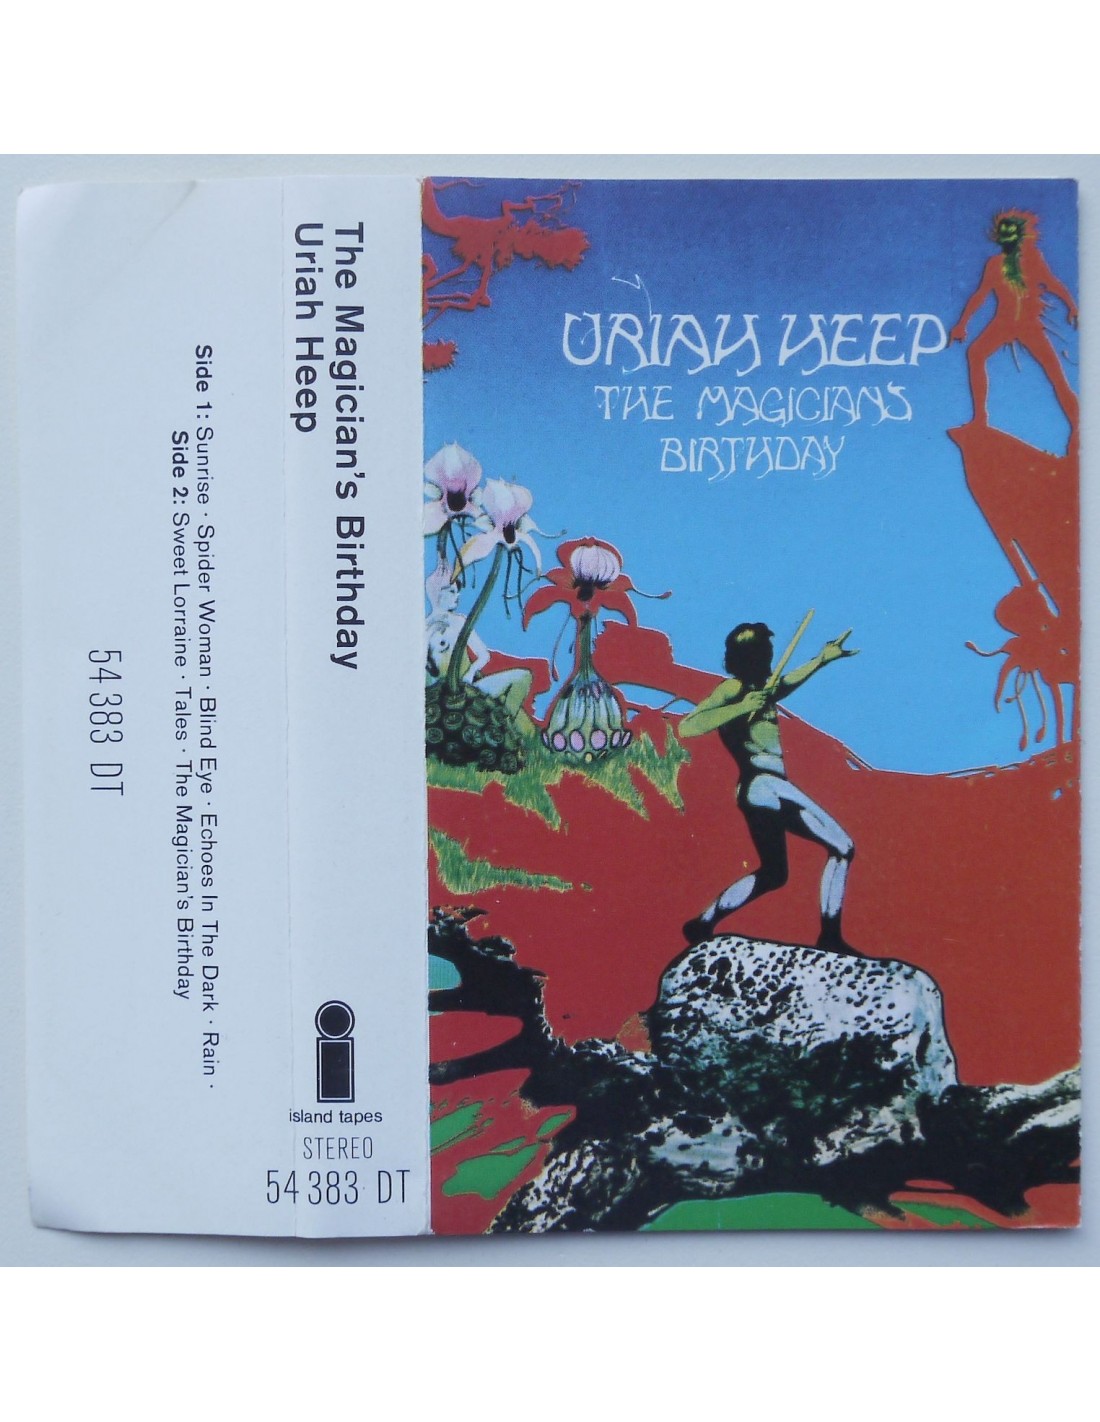 The Magician's Birthday
Uriah Heep
Side 1: Sunrise · Spider Woman · Blind Eye · Echoes In The Dark · Rain ·
Side 2: Sweet Lorraine · Tales · The Magician's Birthday
54 383 DT
island tapes
STEREO
54 383 DT
URIAH HEEP
THE MAGICIAN'S
BIRTHDAY